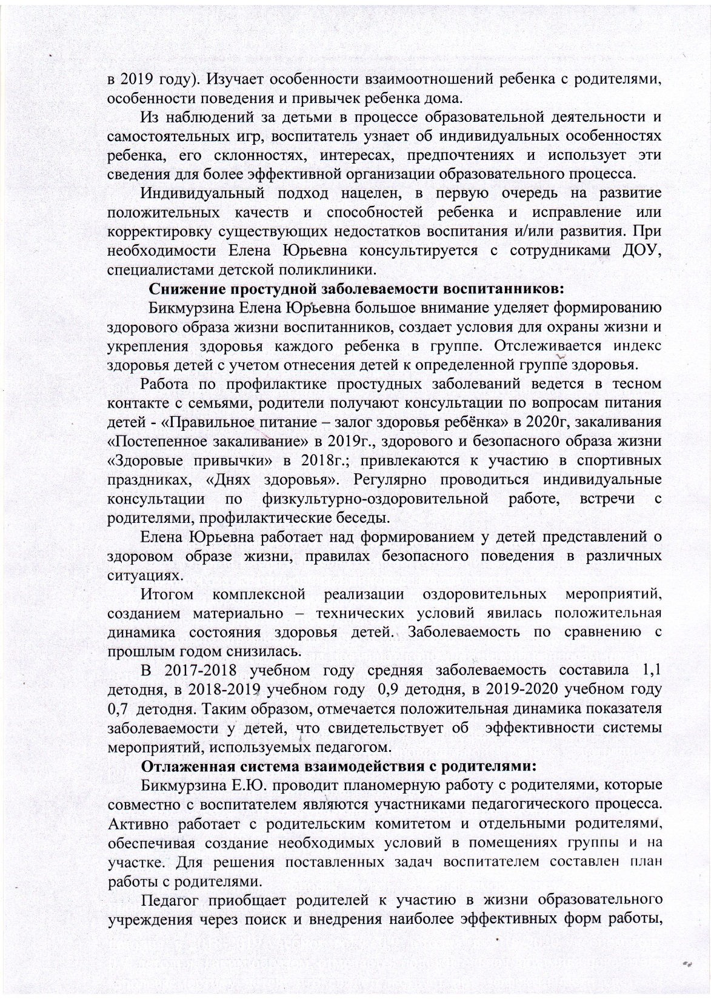 в 2019 году). Изучает особенности взаимоотношений ребенка с родителями,
особенности поведения и привычек ребенка дома.
Из наблюдений за детьми в процессе образовательной деятельности и
самостоятельных игр, воспитатель узнает об индивидуальных особенностях
ребенка, его склонностях, интересах, предпочтениях и использует эти
сведения для более эффективной организации образовательного процесса.
Индивидуальный подход нацелен, в первую очередь на развитие
положительных качеств и способностей ребенка и исправление или
корректировку существующих недостатков воспитания и/или развития. При
необходимости Елена Юрьевна консультируется с сотрудниками ДОУ,
специалистами детской поликлиники.
Снижение простудной заболеваемости воспитанников:
Бикмурзина Елена Юрьевна большое внимание уделяет формированию
здорового образа жизни воспитанников, создает условия для охраны жизни и
укрепления здоровья каждого ребенка в группе. Отслеживается индекс
здоровья детей с учетом отнесения детей к определенной группе здоровья.
Работа по профилактике простудных заболеваний ведется в тесном
контакте с семьями, родители получают консультации по вопросам питания
детей - «Правильное питание – залог здоровья ребёнка» в 2020г, закаливания
«Постепенное закаливание» в 2019г., здорового и безопасного образа жизни
«Здоровые привычки» в 2018г.; привлекаются к участию в спортивных
праздниках, «Днях здоровья». Регулярно проводиться индивидуальные
консультации по физкультурно-оздоровительной работе, встречи с
родителями, профилактические беседы.
Елена Юрьевна работает над формированием у детей представлений о
здоровом образе жизни, правилах безопасного поведения в различных
ситуациях.
Итогом комплексной реализации оздоровительных мероприятий,
созданием материально – технических условий явилась положительная
динамика состояния здоровья детей. Заболеваемость по сравнению с
прошлым годом снизилась.
В 2017-2018 учебном году средняя заболеваемость составила 1,1
детодня, в 2018-2019 учебном году 0,9 детодня, в 2019-2020 учебном году
0,7 детодня. Таким образом, отмечается положительная динамика показателя
заболеваемости у детей, что свидетельствует об эффективности системы
мероприятий, используемых педагогом.
Отлаженная система взаимодействия с родителями:
Бикмурзина Е.Ю. проводит планомерную работу с родителями, которые
совместно с воспитателем являются участниками педагогического процесса.
Активно работает с родительским комитетом и отдельными родителями,
обеспечивая создание необходимых условий в помещениях группы и на
участке. Для решения поставленных задач воспитателем составлен план
работы с родителями.
Педагог приобщает родителей к участию в жизни образовательного
учреждения через поиск и внедрения наиболее эффективных форм работы,